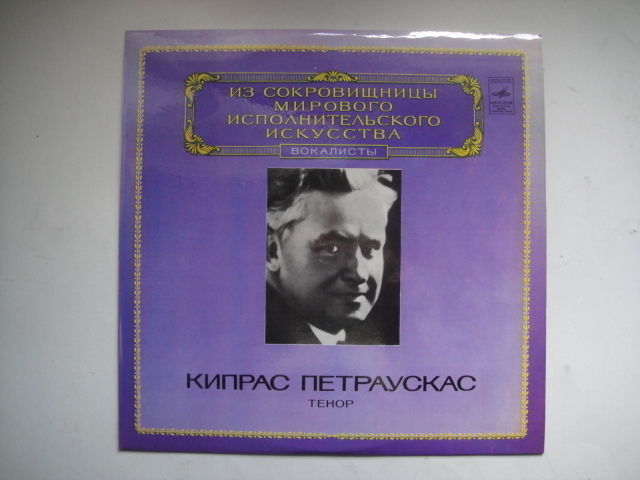 ИЗ СОКРОВИЩНИЦЫ
МИРОВОГО
ИСПОЛНИТЕЛЬСКОГО
ИСКУССТВА
ВОКАЛИСТЫ
КИПРАС ПЕТРАУСКАС
ТЕНОР